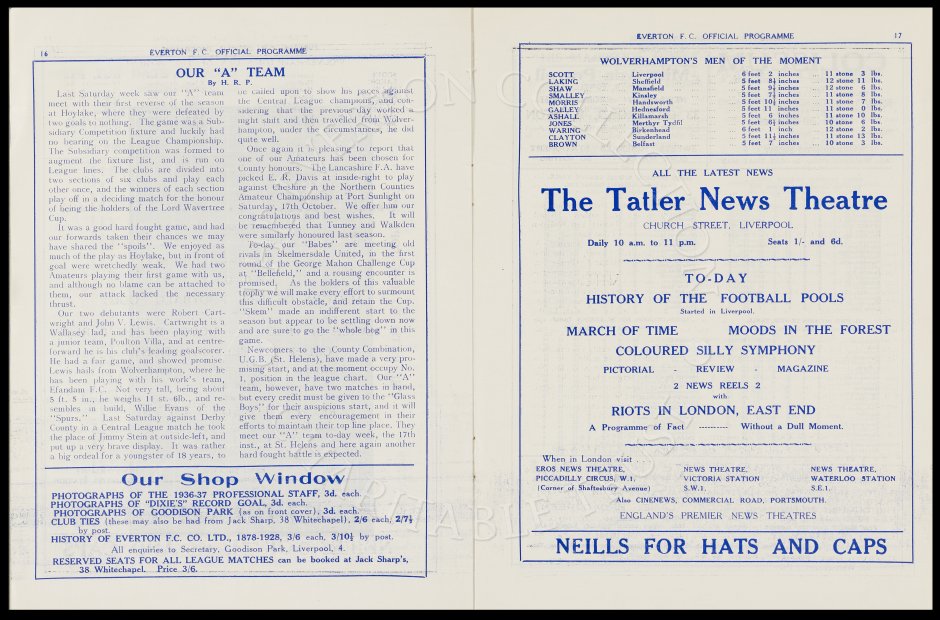 16
EVERTON F.C. OFFICIAL PROGRAMME
OUR "A" TEAM
By H. R. P.
Last Saturday week saw our "A" team
meet with their first reverse of the season
at Hoylake, where they were defeated by
two goals to nothing. The game was a Sub-
sidiary Competition fixture and luckily had
no bearing on the League Championship.
The Subsidiary competition was formed to
augment the fixture list, and is run on
League lines. The clubs are divided into
two sections of six clubs and play each
other once, and the winners of each section
play off in a deciding match for the honour
of being the holders of the Lord Wavertree
Cup.
It was a good hard fought game, and had
our forwards taken their chances we may
have shared the "spoils". We enjoyed as
much of the play as Hoylake, but in front of
goal were wretchedly weak. We had two
Amateurs playing their first game with us,
and although no blame can be attached to
them, our attack lacked the necessary
thrust.
Our two debutants were Robert Cart-
wright and John V. Lewis. Cartwright is a
Wallasey lad, and has been playing with
a junior team, Poulton Villa, and at centre-
forward he is his club's leading goalscorer.
He had a fair game, and showed promise.
Lewis hails from Wolverhampton, where he
has been playing with his work's team,
Efandam F.C. Not very tall, being about
5 ft. 8 in., he weighs 11 st. 6lb., and re-
sembles in build, Willie Evans of the
"Spurs." Last Saturday against Derby
County in a Central League match he took
the place of Jimmy Stein at outside-left, and
put up a very brave display. It was rather
a big ordeal for a youngster of 18 years, to
be called upon to show his paces against
the Central League champions, and con-
sidering that the previous day worked a
night shift and then travelled from Wolver-
hampton, under the circumstances, he did
quite well.
Once again it is pleasing to report that
one of our Amateurs has been chosen for
county honours. The Lancashire F.A. have
picked E. R. Davis at inside-right to play
against Cheshire in the Northern Counties
Amateur Championship at Port Sunlight on
Saturday, 17th October. We offer him our
congratulations and best wishes. It will
be remembered that Tunney and Walkden
were similarly honoured last season.
To-day our "Babes" are meeting old
rivals in Skelmersdale United, in the first
round of the George Mahon Challenge Cup
at "Bellefield," and a rousing encounter is
promised. As the holders of this valuable
trophy we will make every effort to surmount
this difficult obstacle, and retain the Cup.
"Skem" made an indifferent start to the
season but appear to be settling down now
and are sure to go the "whole hog" in this
game.
Newcomers to the County Combination,
U.G.B. (St. Helens), have made a very pro-
mising start, and at the moment occupy No.
1. position in the league chart. Our "A"
team, however, have two matches in hand,
but every credit must be given to the "Glass
Boys" for their auspicious start, and it will
give them every encouragement in their
efforts to maintain their top line place. They
meet our "A" team to-day week, the 17th
inst., at St. Helens and here again another
hard fought battle is expected.
Our Shop Window
PHOTOGRAPHS OF THE 1936-37 PROFESSIONAL STAFF, 3d. each.
PHOTOGRAPHS OF "DIXIE'S" RECORD GOAL, 3d. each.
PHOTOGRAPHS OF GOODISON PARK (as on front cover), 3d. each.
CLUB TIES (these may also be had from Jack Sharp, 38 Whitechapel), 2/6 each, 2/7½
by post.
HISTORY OF EVERTON F.C. CO. LTD., 1878-1928, 3/6 each, 3/10½ by post.
All enquiries to Secretary, Goodison Park, Liverpool, 4.
RESERVED SEATS FOR ALL LEAGUE MATCHES can be booked at Jack Sharp's,
38 Whitechapel. Price 3/6.
EVERTON F.C. OFFICIAL PROGRAMME
17
WOLVERHAMPTON'S MEN OF THE MOMENT
SCOTT Liverpool 6 feet 2 inches ... 11 stone 3 lbs.
LAKING Sheffield 5 feet 8½ inches ... 12 stone 11 lbs.
SHAW Mansfield 5 feet 9½ inches ... 12 stone 6 lbs.
SMALLEY Kinsley 5 feet 7½ inches ... 11 stone 8 lbs.
MORRIS Handsworth 5 feet 10½ inches ... 11 stone 7 lbs.
GALLEY Hednesford 5 feet 11 inches ... 11 stone 0 lbs.
ASHALL Killamarsh 5 feet 6 inches ... 11 stone 10 lbs.
JONES Merthyr Tydfil 5 feet 6½ inches ... 10 stone 6 lbs.
WARING Birkenhead 6 feet 1 inch ... 12 stone 2 lbs.
CLAYTON Sunderland 5 feet 11½ inches ... 11 stone 13 lbs.
BROWN Belfast 5 feet 7 inches ... 10 stone 3 lbs.
ALL THE LATEST NEWS
The Tatler News Theatre
CHURCH STREET, LIVERPOOL
Daily 10 a.m. to 11 p.m. Seats 1/- and 6d.
TO-DAY
HISTORY OF THE FOOTBALL POOLS
Started in Liverpool.
MARCH OF TIME MOODS IN THE FOREST
COLOURED SILLY SYMPHONY
PICTORIAL - REVIEW - MAGAZINE
2 NEWS REELS 2
with
RIOTS IN LONDON, EAST END
A Programme of Fact ---------- Without a Dull Moment.
When in London visit ...
EROS NEWS THEATRE, NEWS THEATRE, NEWS THEATRE,
PICCADILLY CIRCUS, W.1, VICTORIA STATION WATERLOO STATION
(Corner of Shaftesbury Avenue) S.W.1, S.E.1.
Also CINENEWS, COMMERCIAL ROAD, PORTSMOUTH.
ENGLAND'S PREMIER NEWS THEATRES
NEILLS FOR HATS AND CAPS